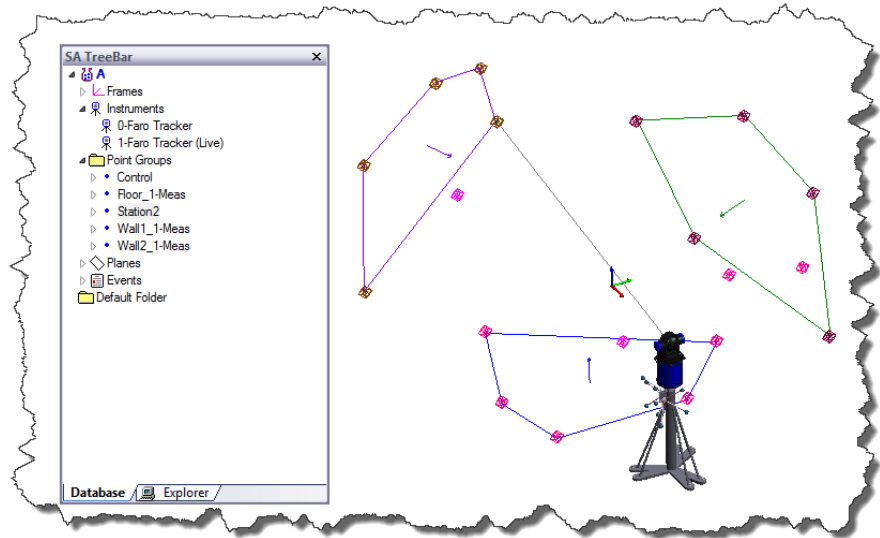 SA TreeBar
A
Frames
Instruments
0-Faro Tracker
1-Faro Tracker (Live)
Point Groups
Control
Floor_1-Meas
Station2
Wall1_1-Meas
Wall2_1-Meas
Planes
Events
Default Folder
Database Explorer